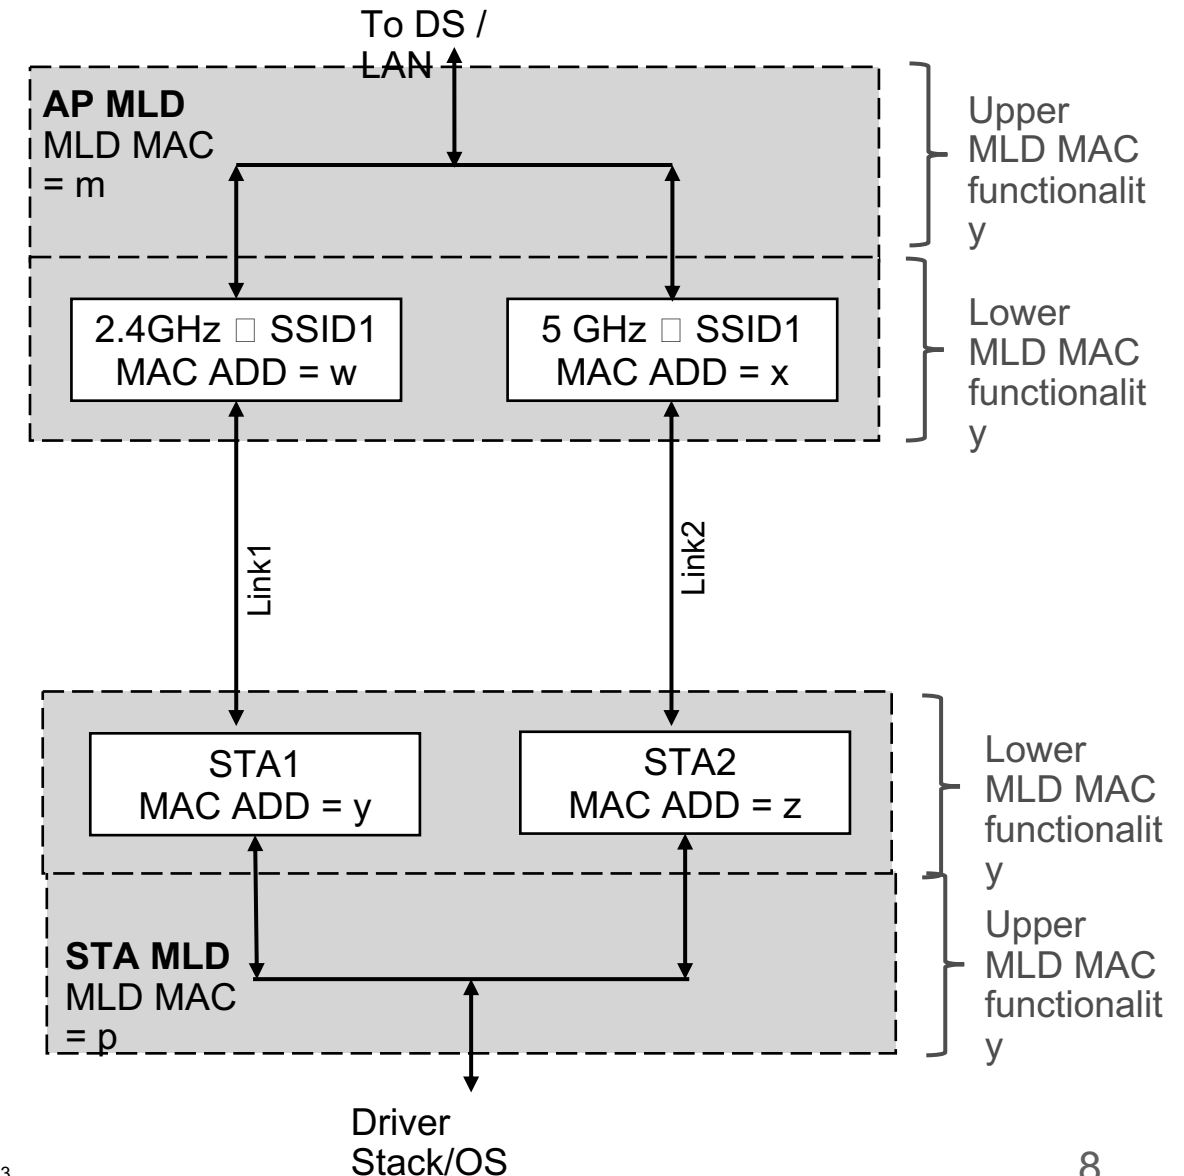 To DS /
LAN
AP MLD
MLD MAC
= m
Upper
MLD MAC
functionalit
y
2.4GHz □ SSID1
MAC ADD = w
5 GHz □ SSID1
MAC ADD = x
Lower
MLD MAC
functionalit
y
Link1
Link2
STA1
MAC ADD = y
STA2
MAC ADD = z
Lower
MLD MAC
functionalit
y
STA MLD
MLD MAC
= p
Upper
MLD MAC
functionalit
y
Driver
Stack/OS
3
8